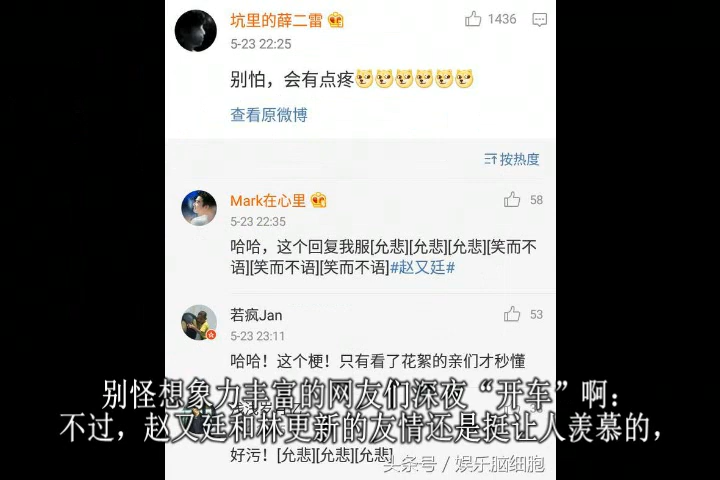 坑里的薛二雷
1436
5-23 22:25
别怕，会有点疼
查看原微博
按热度
Mark在心里
58
5-23 22:35
哈哈，这个回复我服[允悲][允悲][允悲][笑而不
语][笑而不语][笑而不语]#赵又廷#
若疯Jan
53
5-23 23:11
哈哈！这个梗！只有看了花絮的亲们才秒懂
别怪想象力丰富的网友们深夜“开车”啊：
不过，赵又廷和林更新的友情还是挺让人羡慕的，
好污！[允悲][允悲][允悲]
头条号／娱乐脑细胞